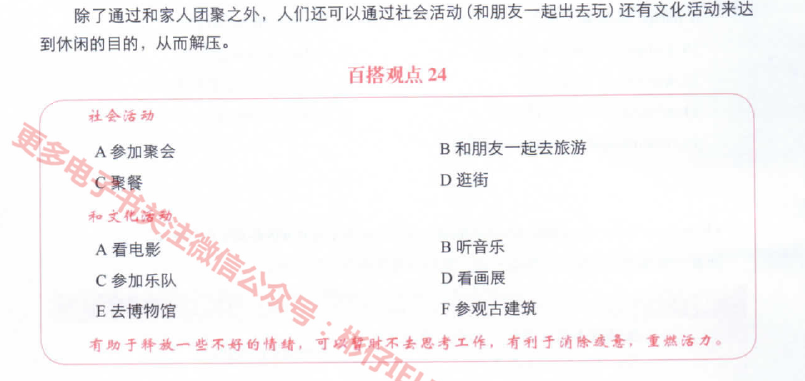 除了通过和家人团聚之外，人们还可以通过社会活动(和朋友一起出去玩)还有文化活动来达
到休闲的目的，从而解压。
百搭观点 24
社会活动
A 参加聚会
B 和朋友一起去旅游
C 聚餐
D 逛街
和文化活动
A 看电影
B 听音乐
C 参加乐队
D 看画展
E 去博物馆
F 参观古建筑
有助于释放一些不好的情绪，可以暂时不去思考工作，有利于消除疲惫，重燃活力。
更多电子书关注微信公众号：彬仔IEL